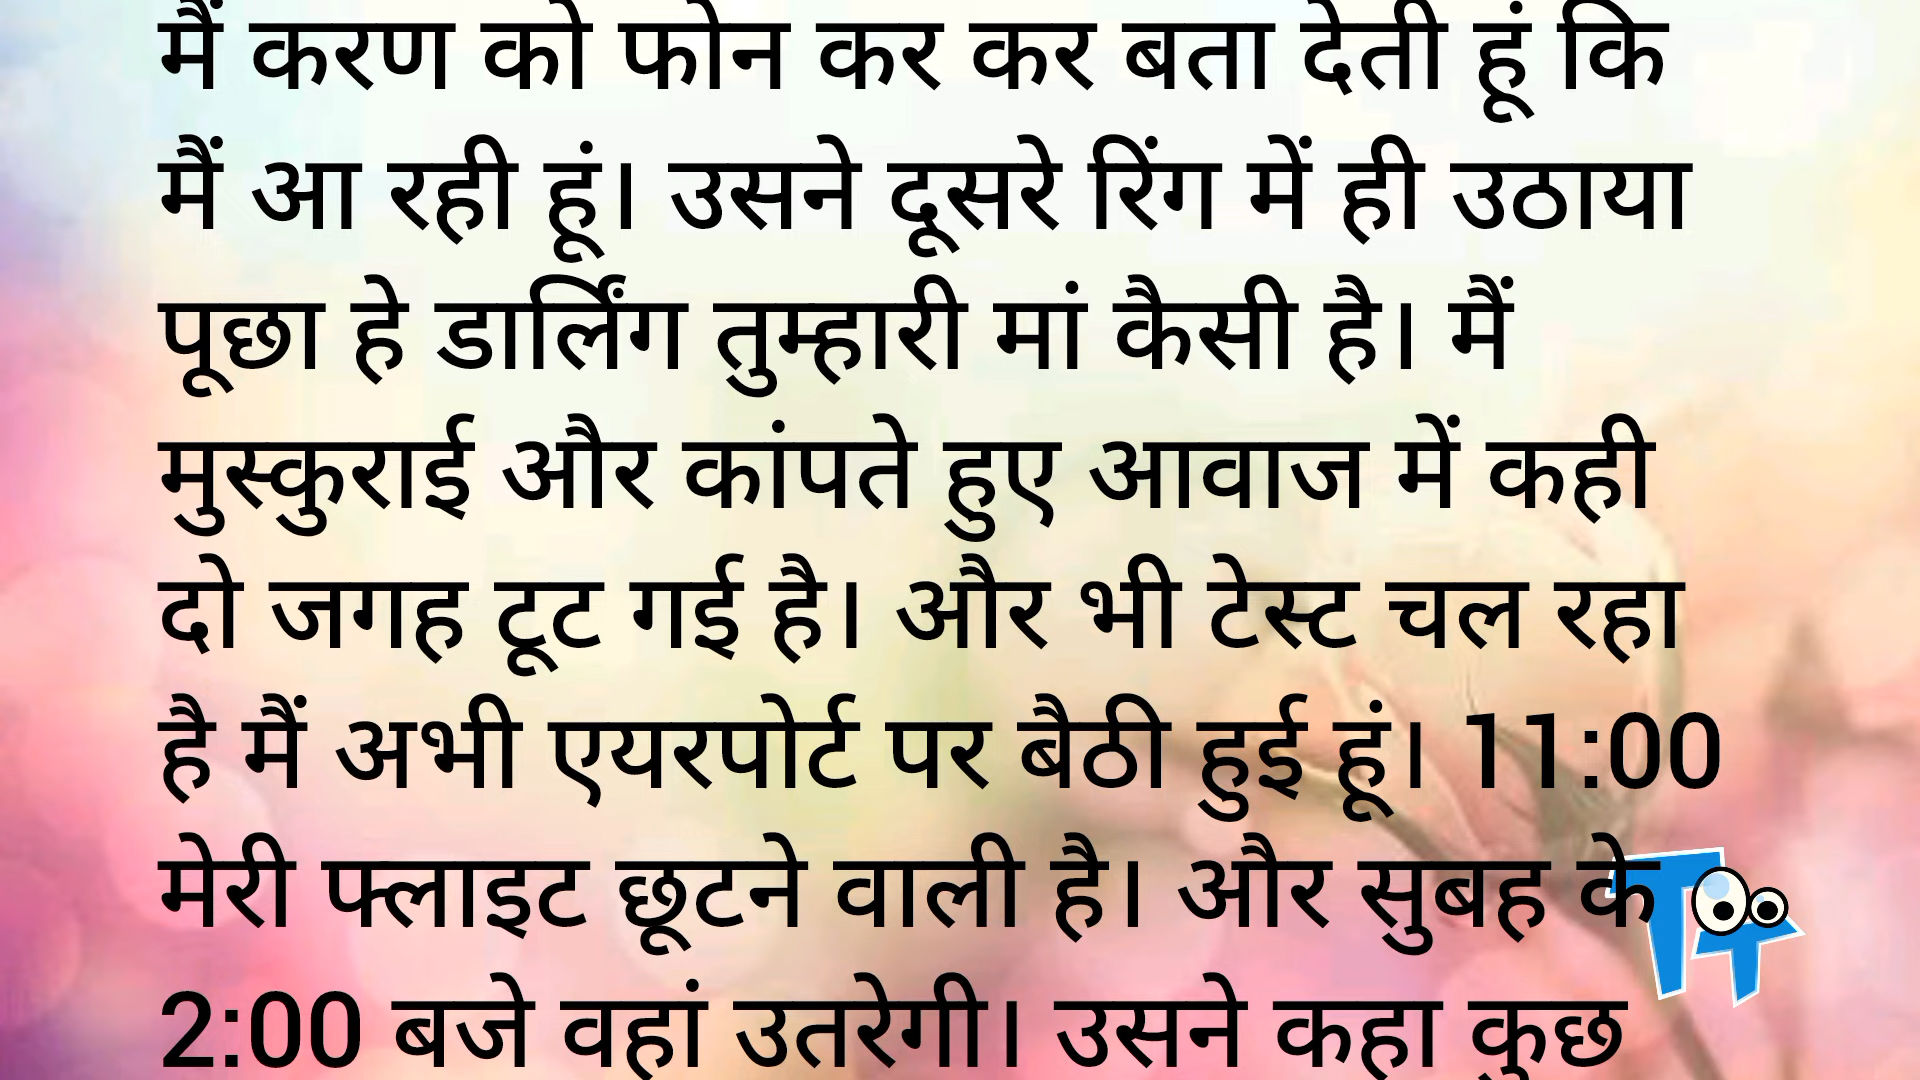 मैं करण को फोन कर कर बता देती हूं कि
मैं आ रही हूं। उसने दूसरे रिंग में ही उठाया
पूछा हे डार्लिंग तुम्हारी मां कैसी है। मैं
मुस्कुराई और कांपते हुए आवाज में कही
दो जगह टूट गई है। और भी टेस्ट चल रहा
है मैं अभी एयरपोर्ट पर बैठी हुई हूं। 11:00
मेरी फ्लाइट छूटने वाली है। और सुबह के
2:00 बजे वहां उतरेगी। उसने कहा कुछ